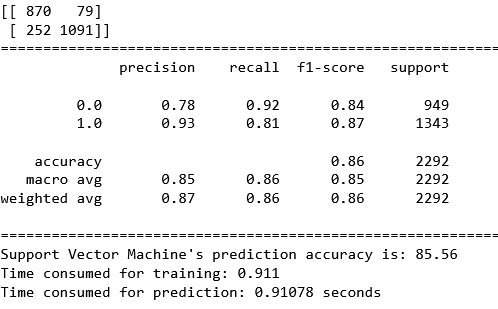 [[ 870   79]
 [ 252 1091]]
==============================================================
              precision    recall  f1-score   support

         0.0       0.78      0.92      0.84       949
         1.0       0.93      0.81      0.87      1343

    accuracy                           0.86      2292
   macro avg       0.85      0.86      0.85      2292
weighted avg       0.87      0.86      0.86      2292

==============================================================
Support Vector Machine's prediction accuracy is: 85.56
Time consumed for training: 0.911
Time consumed for prediction: 0.91078 seconds